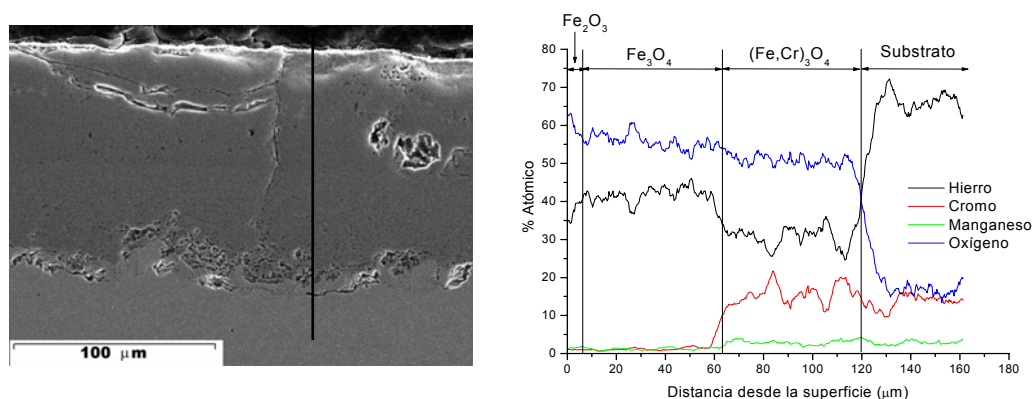 100 μm
Fe2O3
Fe3O4
(Fe,Cr)3O4
Substrato
80
70
60
50
40
30
20
10
0
% Atómico
Hierro
Cromo
Manganeso
Oxígeno
0 20 40 60 80 100 120 140 160 180
Distancia desde la superficie (μm)